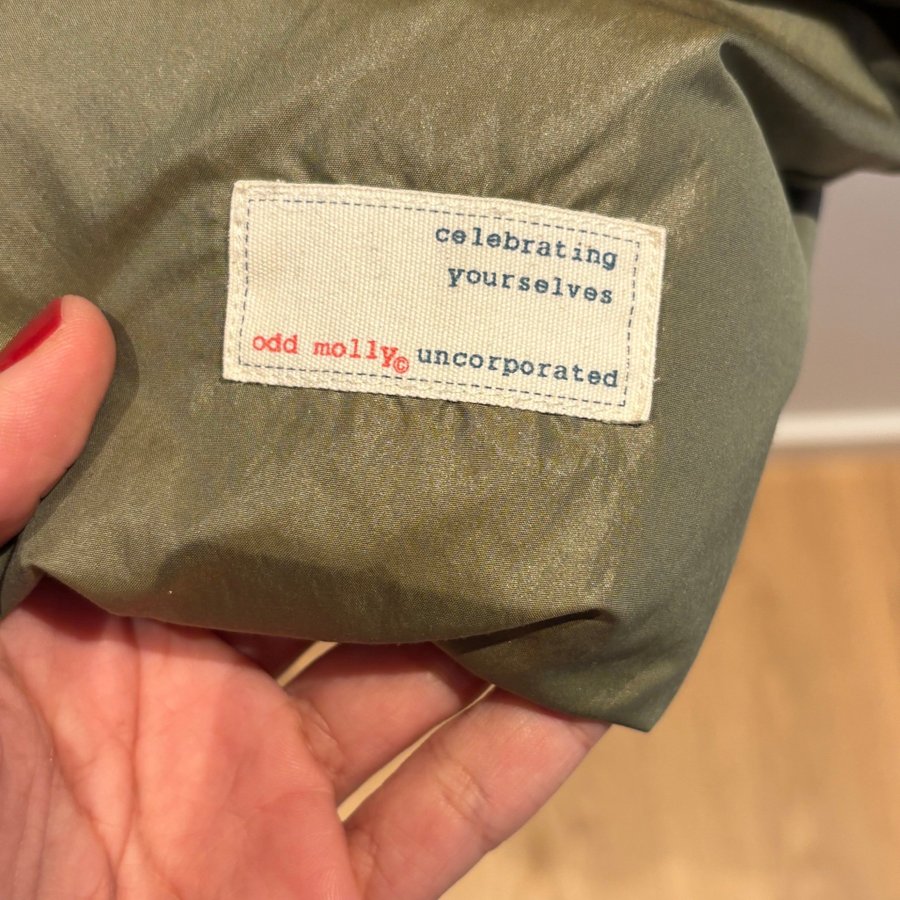 celebrating
yourselves
odd molly© uncorporated